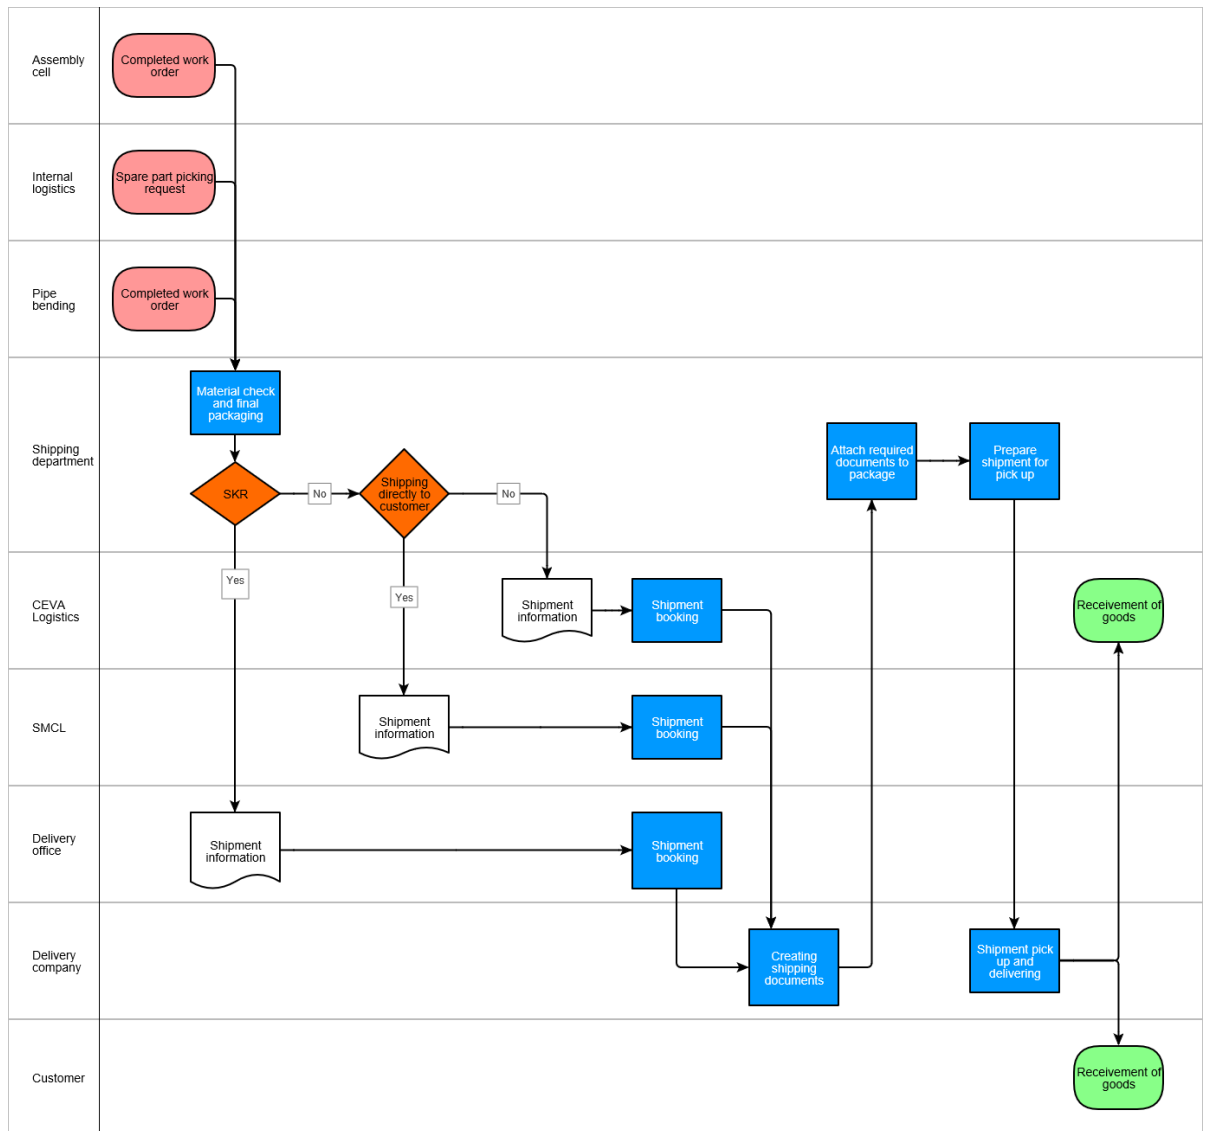 Assembly
cell
Completed work
order
Internal
logistics
Spare part picking
request
Pipe
bending
Completed work
order
Shipping
department
Material check
and final
packaging
SKR
No
Shipping
directly to
customer
No
Attach required
documents to
package
Prepare
shipment for
pick up
Yes
Yes
CEVA
Logistics
Shipment
information
Shipment
booking
Receivement of
goods
SMCL
Shipment
information
Shipment
booking
Delivery
office
Shipment
information
Shipment
booking
Delivery
company
Creating
shipping
documents
Shipment pick
up and
delivering
Customer
Receivement of
goods